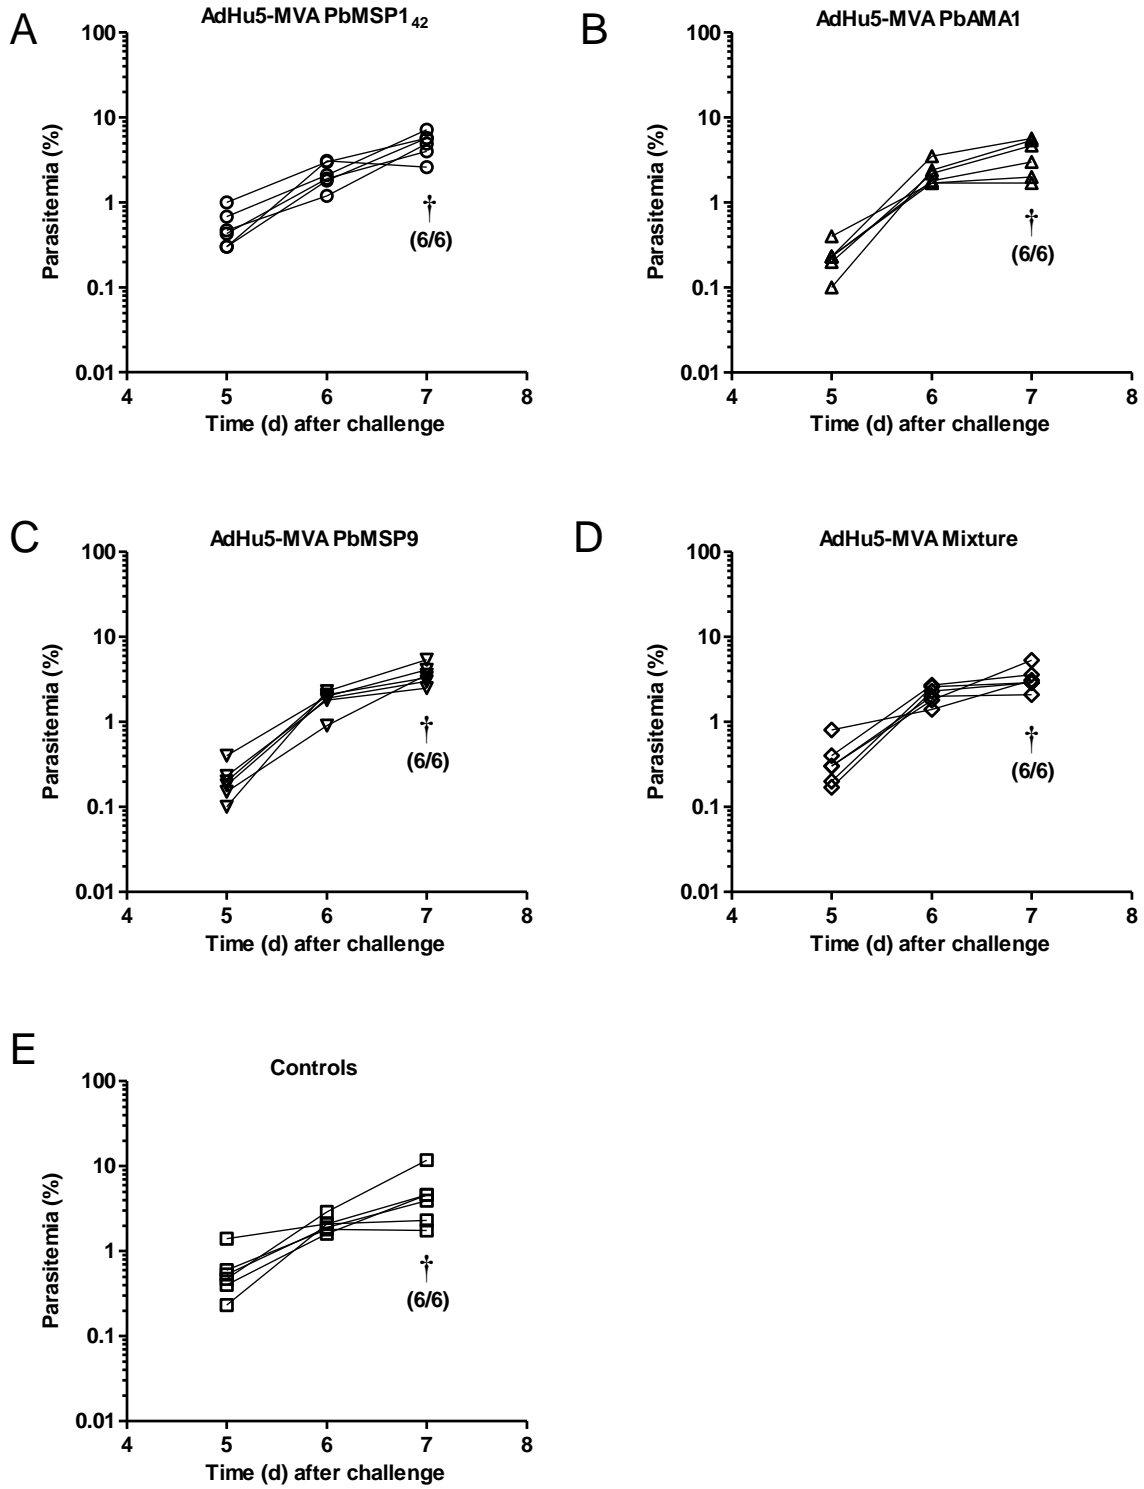 A
AdHu5-MVA PbMSP1₄₂
Parasitemia (%)
100
10
1
0.1
0.01
†
(6/6)
4 5 6 7 8
Time (d) after challenge
B
AdHu5-MVA PbAMA1
Parasitemia (%)
100
10
1
0.1
0.01
†
(6/6)
4 5 6 7 8
Time (d) after challenge
C
AdHu5-MVA PbMSP9
Parasitemia (%)
100
10
1
0.1
0.01
†
(6/6)
4 5 6 7 8
Time (d) after challenge
D
AdHu5-MVA Mixture
Parasitemia (%)
100
10
1
0.1
0.01
†
(6/6)
4 5 6 7 8
Time (d) after challenge
E
Controls
Parasitemia (%)
100
10
1
0.1
0.01
†
(6/6)
4 5 6 7 8
Time (d) after challenge